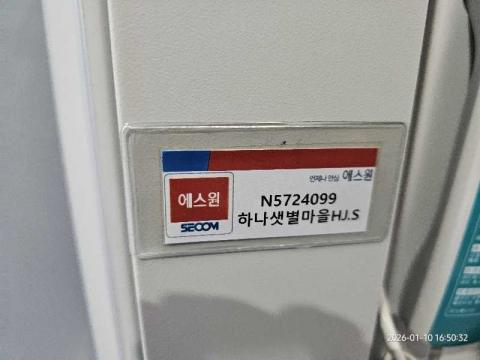 언제나 안심 에스원
에스원
SECOM
N5724099
하나샛별마을HJ.S
2026-01-10 16:50:32